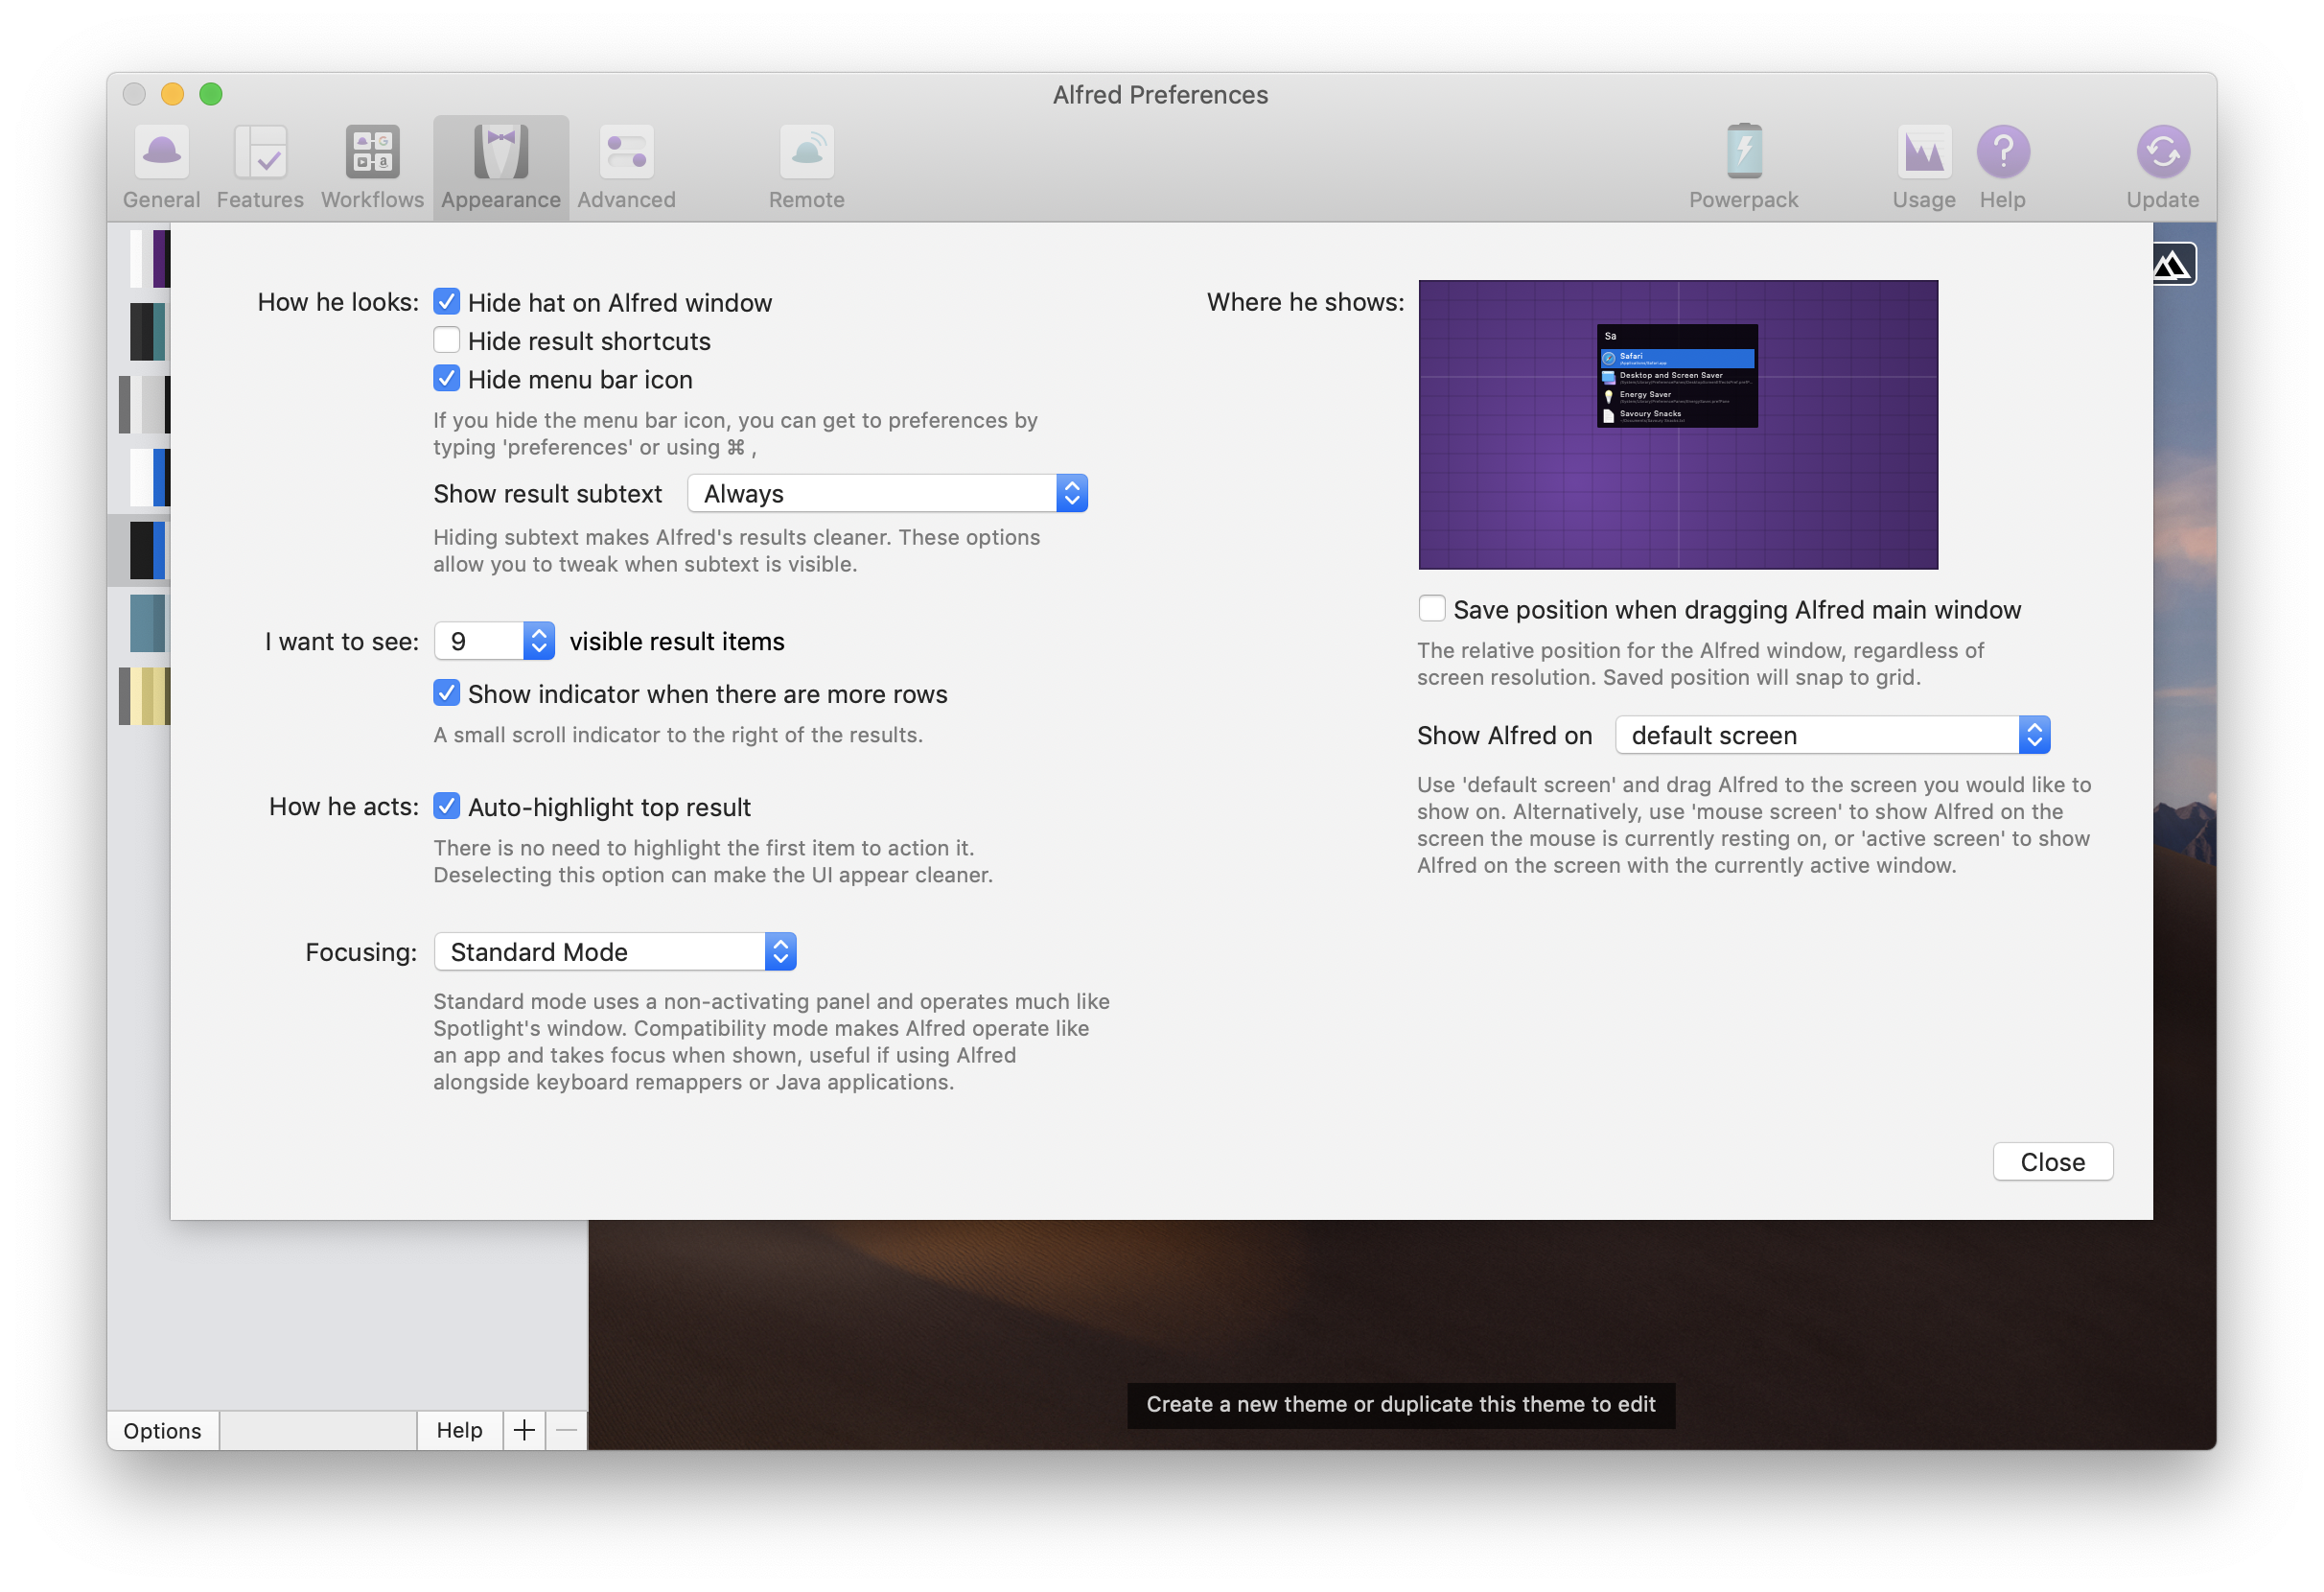 Alfred Preferences
General
Features
Workflows
Appearance
Advanced
Remote
Powerpack
Usage
Help
Update
How he looks:
Hide hat on Alfred window
Hide result shortcuts
Hide menu bar icon
If you hide the menu bar icon, you can get to preferences by
typing 'preferences' or using ⌘ ,
Show result subtext
Always
Hiding subtext makes Alfred's results cleaner. These options
allow you to tweak when subtext is visible.
I want to see:
9
visible result items
Show indicator when there are more rows
A small scroll indicator to the right of the results.
How he acts:
Auto-highlight top result
There is no need to highlight the first item to action it.
Deselecting this option can make the UI appear cleaner.
Focusing:
Standard Mode
Standard mode uses a non-activating panel and operates much like
Spotlight's window. Compatibility mode makes Alfred operate like
an app and takes focus when shown, useful if using Alfred
alongside keyboard remappers or Java applications.
Where he shows:
Sa
Safari
Desktop and Screen Saver
Energy Saver
Savoury Snacks
Save position when dragging Alfred main window
The relative position for the Alfred window, regardless of
screen resolution. Saved position will snap to grid.
Show Alfred on
default screen
Use 'default screen' and drag Alfred to the screen you would like to
show on. Alternatively, use 'mouse screen' to show Alfred on the
screen the mouse is currently resting on, or 'active screen' to show
Alfred on the screen with the currently active window.
Close
Create a new theme or duplicate this theme to edit
Options
Help